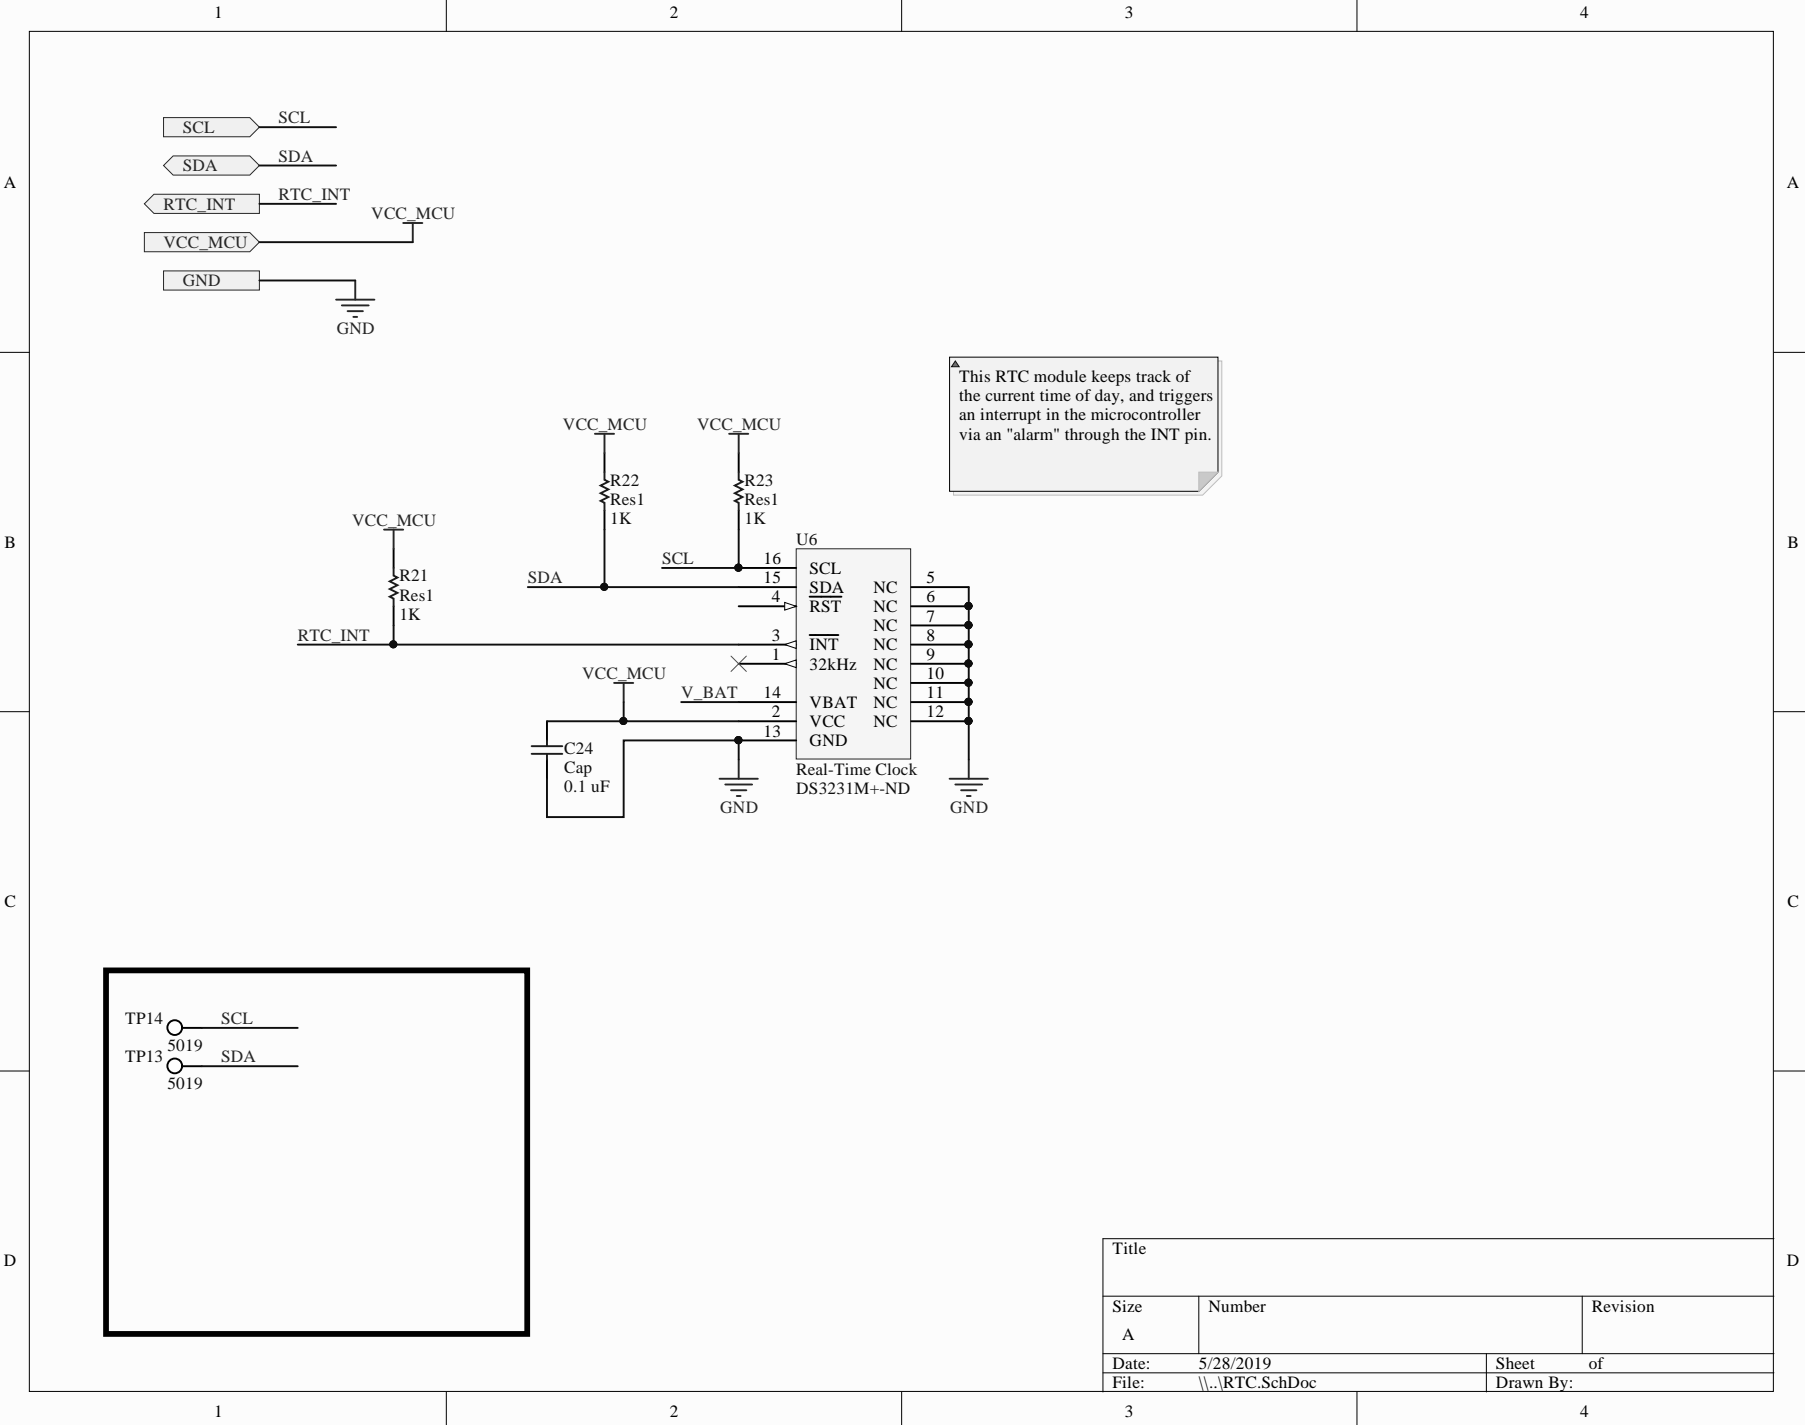 1 2 3 4
SCL SCL
SDA SDA
A A
RTC_INT RTC_INT
VCC_MCU
VCC_MCU
GND
GND
This RTC module keeps track of
the current time of day, and triggers
an interrupt in the microcontroller
via an "alarm" through the INT pin.
VCC_MCU VCC_MCU
R22 R23
Res1 Res1
1K 1K
VCC_MCU
B B
U6
SCL 16 SCL
R21
Res1
1K
SDA 15 SDA NC 5
4 RST NC 6
NC 7
RTC_INT 3 INT NC 8
1 32kHz NC 9
VCC_MCU
NC 10
V_BAT 14 VBAT NC 11
2 VCC NC 12
13 GND
C24
Cap
0.1 uF
Real-Time Clock
DS3231M+-ND
GND GND
C C
TP14 SCL
5019
TP13 SDA
5019
D D
Title
Size Number Revision
A
Date: 5/28/2019 Sheet of
File: \\..\RTC.SchDoc Drawn By:
1 2 3 4